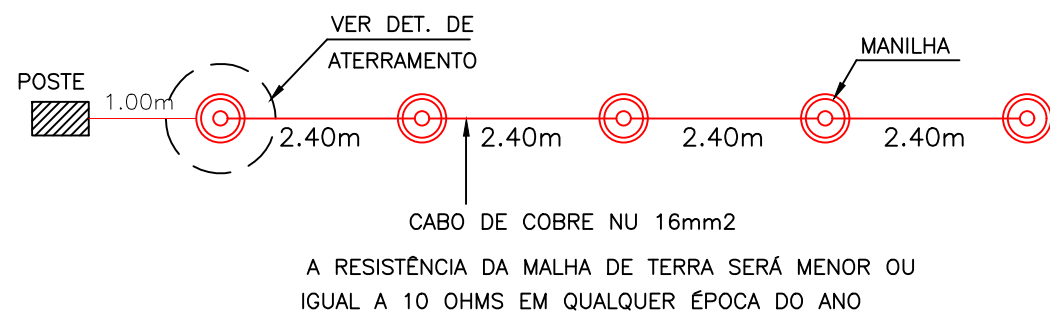 VER DET. DE
ATERRAMENTO
MANILHA
POSTE
1.00m
2.40m
2.40m
2.40m
2.40m
CABO DE COBRE NU 16mm2
A RESISTÊNCIA DA MALHA DE TERRA SERÁ MENOR OU
IGUAL A 10 OHMS EM QUALQUER ÉPOCA DO ANO